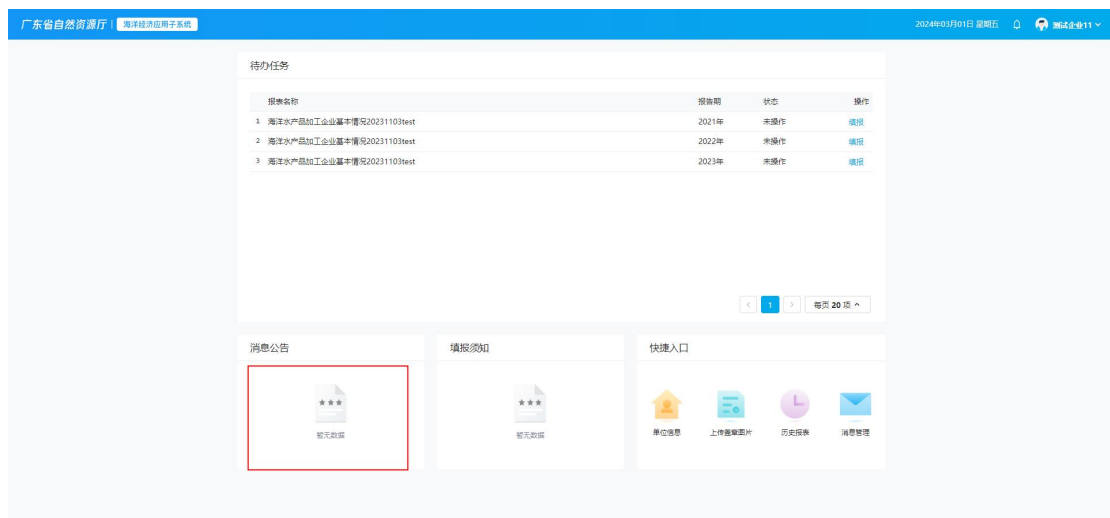 广东省自然资源厅 | 海洋经济应用子系统 2024年03月01日 星期五 测试企业11
待办任务
报表名称 报告期 状态 操作
1 海洋水产品加工企业基本情况20231103test 2021年 未操作 填报
2 海洋水产品加工企业基本情况20231103test 2022年 未操作 填报
3 海洋水产品加工企业基本情况20231103test 2023年 未操作 填报
< 1 > 每页 20 项
消息公告 填报须知 快捷入口
暂无数据 暂无数据 单位信息 上传盖章图片 历史报表 消息管理